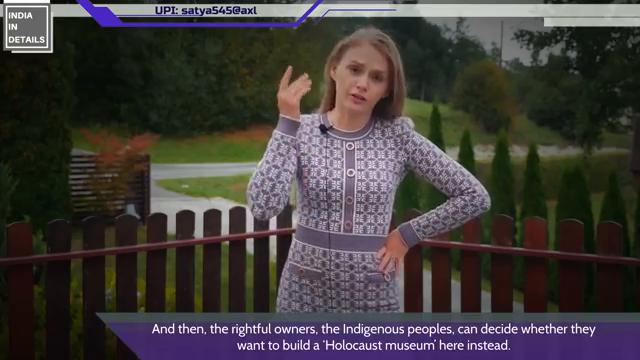 UPI: satya545@axl
INDIA
IN
DETAILS
And then, the rightful owners, the Indigenous peoples, can decide whether they
want to build a 'Holocaust museum' here instead.